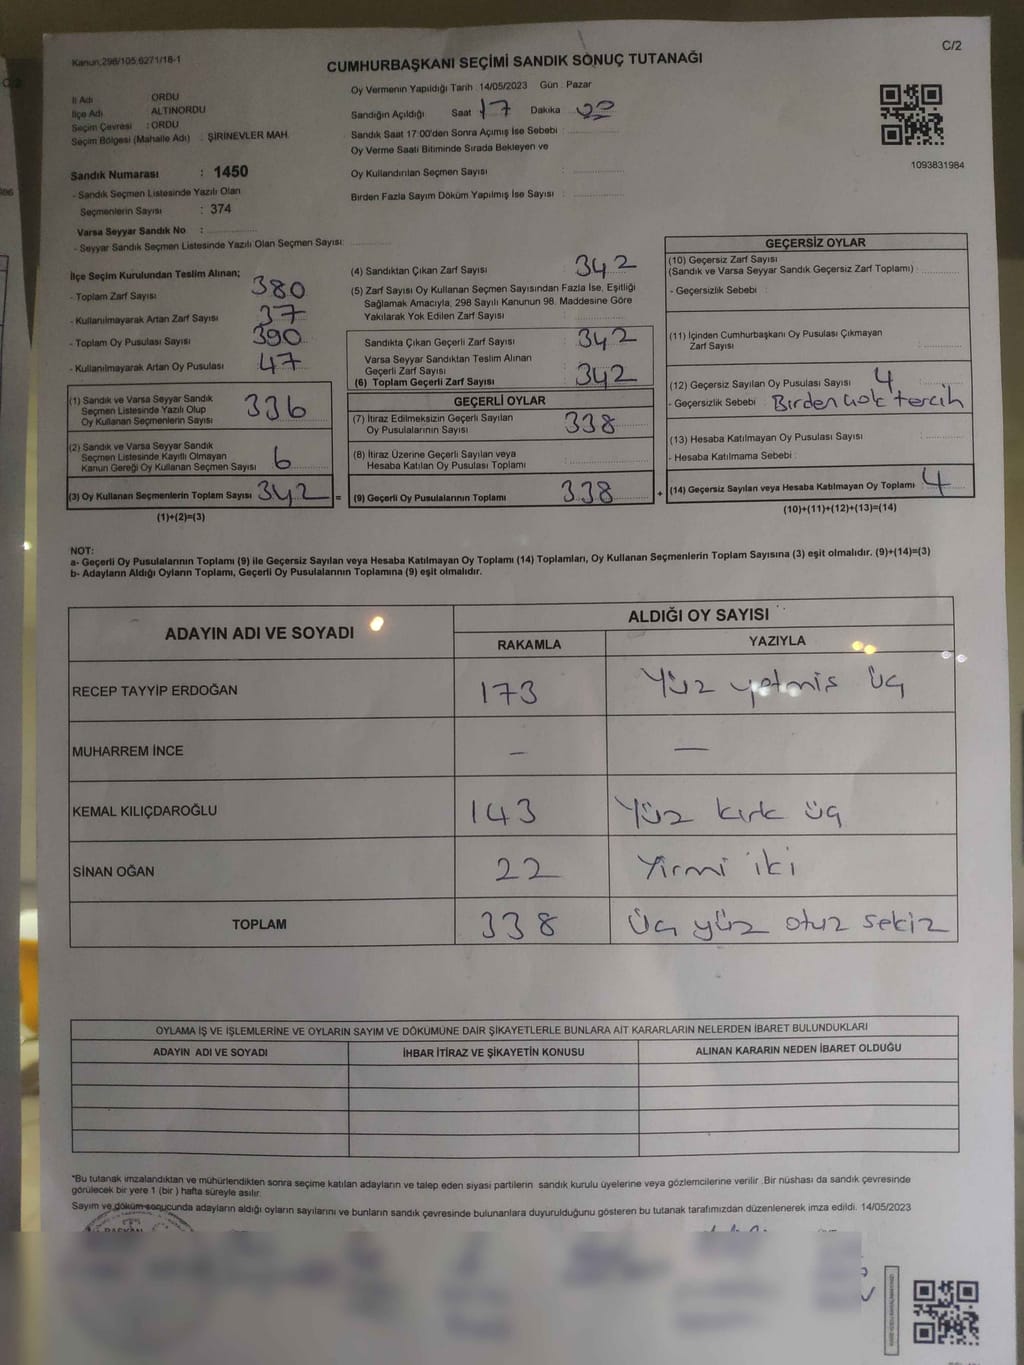 C/2
Kanun:298/105,6271/18-1
CUMHURBAŞKANI SEÇİMİ SANDIK SONUÇ TUTANAĞI
İl Adı ORDU
İlçe Adı ALTINORDU
Seçim Çevresi : ORDU
Seçim Bölgesi (Mahalle Adı) : ŞİRİNEVLER MAH.
Sandık Numarası : 1450
- Sandık Seçmen Listesinde Yazılı Olan
Seçmenlerin Sayısı : 374
Varsa Seyyar Sandık No :
- Seyyar Sandık Seçmen Listesinde Yazılı Olan Seçmen Sayısı:
Oy Vermenin Yapıldığı Tarih : 14/05/2023 Gün : Pazar
Sandığın Açıldığı Saat 17 Dakika
Sandık Saat 17:00'den Sonra Açımış İse Sebebi :
Oy Verme Saati Bitiminde Sırada Bekleyen ve
Oy Kullandırılan Seçmen Sayısı :
Birden Fazla Sayım Döküm Yapılmış İse Sayısı :
1093831984
İlçe Seçim Kurulundan Teslim Alınan;
- Toplam Zarf Sayısı 380
- Kullanılmayarak Artan Zarf Sayısı 37
- Toplam Oy Pusulası Sayısı 390
- Kullanılmayarak Artan Oy Pusulası 47
(1) Sandık ve Varsa Seyyar Sandık
Seçmen Listesinde Yazılı Olup
Oy Kullanan Seçmenlerin Sayısı 336
(2) Sandık ve Varsa Seyyar Sandık
Seçmen Listesinde Kayıtlı Olmayan
Kanun Gereği Oy Kullanan Seçmen Sayısı 6
(3) Oy Kullanan Seçmenlerin Toplam Sayısı 342 =
(1)+(2)=(3)
(4) Sandıktan Çıkan Zarf Sayısı : 342
(5) Zarf Sayısı Oy Kullanan Seçmen Sayısından Fazla İse, Eşitliği
Sağlamak Amacıyla, 298 Sayılı Kanunun 98. Maddesine Göre
Yakılarak Yok Edilen Zarf Sayısı :
Sandıkta Çıkan Geçerli Zarf Sayısı : 342
Varsa Seyyar Sandıktan Teslim Alınan
Geçerli Zarf Sayısı
(6) Toplam Geçerli Zarf Sayısı : 342
GEÇERLİ OYLAR
(7) İtiraz Edilmeksizin Geçerli Sayılan
Oy Pusulalarının Sayısı 338
(8) İtiraz Üzerine Geçerli Sayılan veya
Hesaba Katılan Oy Pusulası Toplamı
(9) Geçerli Oy Pusulalarının Toplamı 338 +
GEÇERSİZ OYLAR
(10) Geçersiz Zarf Sayısı
(Sandık ve Varsa Seyyar Sandık Geçersiz Zarf Toplamı) :
- Geçersizlik Sebebi :
(11) İçinden Cumhurbaşkanı Oy Pusulası Çıkmayan
Zarf Sayısı :
(12) Geçersiz Sayılan Oy Pusulası Sayısı : 4
- Geçersizlik Sebebi : Birden çok tercih
(13) Hesaba Katılmayan Oy Pusulası Sayısı :
- Hesaba Katılmama Sebebi :
(14) Geçersiz Sayılan veya Hesaba Katılmayan Oy Toplamı : 4
(10)+(11)+(12)+(13)=(14)
NOT:
a- Geçerli Oy Pusulalarının Toplamı (9) ile Geçersiz Sayılan veya Hesaba Katılmayan Oy Toplamı (14) Toplamları, Oy Kullanan Seçmenlerin Toplam Sayısına (3) eşit olmalıdır. (9)+(14)=(3)
b- Adayların Aldığı Oyların Toplamı, Geçerli Oy Pusulalarının Toplamına (9) eşit olmalıdır.
ADAYIN ADI VE SOYADI
ALDIĞI OY SAYISI
RAKAMLA YAZIYLA
RECEP TAYYİP ERDOĞAN 173 Yüz yetmiş üç
MUHARREM İNCE — —
KEMAL KILIÇDAROĞLU 143 Yüz kırk üç
SİNAN OĞAN 22 Yirmi iki
TOPLAM 338 Üç yüz otuz sekiz
OYLAMA İŞ VE İŞLEMLERİNE VE OYLARIN SAYIM VE DÖKÜMÜNE DAİR ŞİKAYETLERLE BUNLARA AİT KARARLARIN NELERDEN İBARET BULUNDUKLARI
ADAYIN ADI VE SOYADI İHBAR İTİRAZ VE ŞİKAYETİN KONUSU ALINAN KARARIN NEDEN İBARET OLDUĞU
*Bu tutanak imzalandıktan ve mühürlendikten sonra seçime katılan adayların ve talep eden siyasi partilerin sandık kurulu üyelerine veya gözlemcilerine verilir .Bir nüshası da sandık çevresinde
görülecek bir yere 1 (bir ) hafta süreyle asılır.
Sayım ve döküm sonucunda adayların aldığı oyların sayılarını ve bunların sandık çevresinde bulunanlara duyurulduğunu gösteren bu tutanak tarafımızdan düzenlenerek imza edildi. 14/05/2023
BAŞKAN